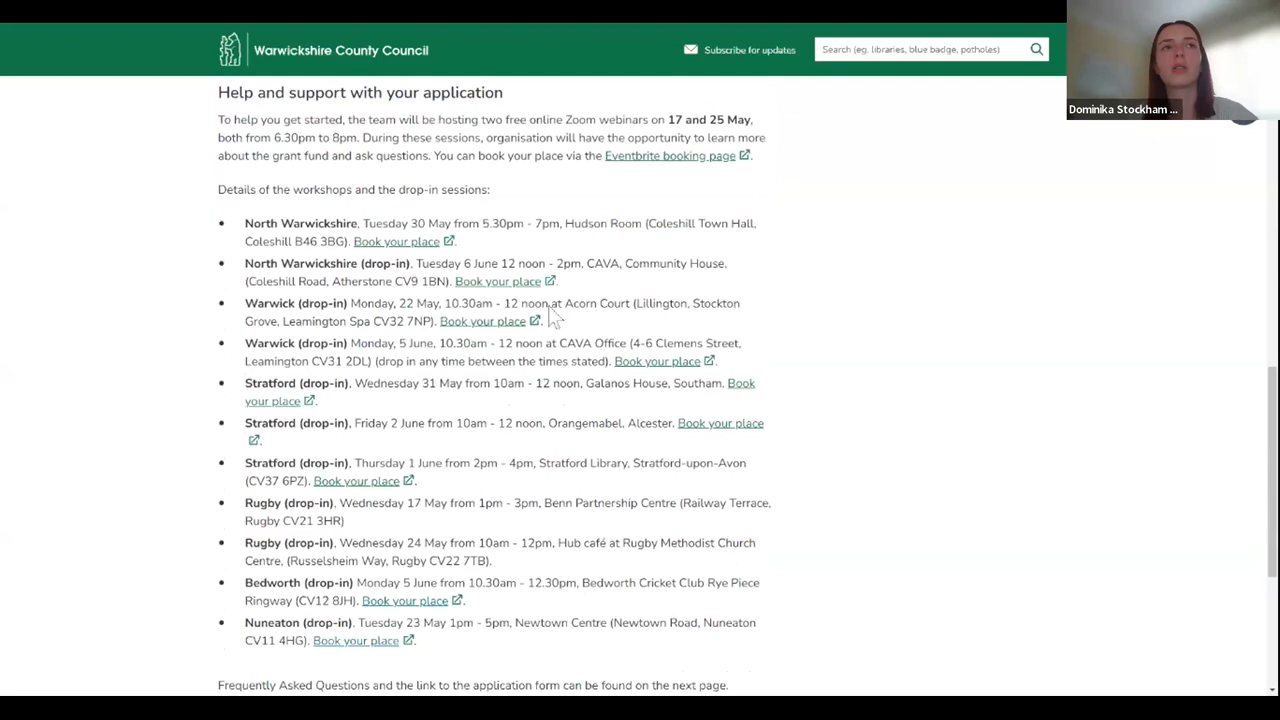 Warwickshire County Council
Subscribe for updates
Search (eg. libraries, blue badge, potholes)
Dominika Stockham ...
Help and support with your application
To help you get started, the team will be hosting two free online Zoom webinars on 17 and 25 May,
both from 6.30pm to 8pm. During these sessions, organisation will have the opportunity to learn more
about the grant fund and ask questions. You can book your place via the Eventbrite booking page.
Details of the workshops and the drop-in sessions:
North Warwickshire, Tuesday 30 May from 5.30pm - 7pm, Hudson Room (Coleshill Town Hall,
Coleshill B46 3BG). Book your place.
North Warwickshire (drop-in), Tuesday 6 June 12 noon - 2pm, CAVA, Community House,
(Coleshill Road, Atherstone CV9 1BN). Book your place.
Warwick (drop-in) Monday, 22 May, 10.30am - 12 noon at Acorn Court (Lillington, Stockton
Grove, Leamington Spa CV32 7NP). Book your place.
Warwick (drop-in) Monday, 5 June, 10.30am - 12 noon at CAVA Office (4-6 Clemens Street,
Leamington CV31 2DL) (drop in any time between the times stated). Book your place.
Stratford (drop-in), Wednesday 31 May from 10am - 12 noon, Galanos House, Southam. Book
your place.
Stratford (drop-in), Friday 2 June from 10am - 12 noon, Orangemabel, Alcester. Book your place
.
Stratford (drop-in), Thursday 1 June from 2pm - 4pm, Stratford Library, Stratford-upon-Avon
(CV37 6PZ). Book your place.
Rugby (drop-in), Wednesday 17 May from 1pm - 3pm, Benn Partnership Centre (Railway Terrace,
Rugby CV21 3HR)
Rugby (drop-in), Wednesday 24 May from 10am - 12pm, Hub café at Rugby Methodist Church
Centre, (Russelsheim Way, Rugby CV22 7TB).
Bedworth (drop-in) Monday 5 June from 10.30am - 12.30pm, Bedworth Cricket Club Rye Piece
Ringway (CV12 8JH). Book your place.
Nuneaton (drop-in), Tuesday 23 May 1pm - 5pm, Newtown Centre (Newtown Road, Nuneaton
CV11 4HG). Book your place.
Frequently Asked Questions and the link to the application form can be found on the next page.